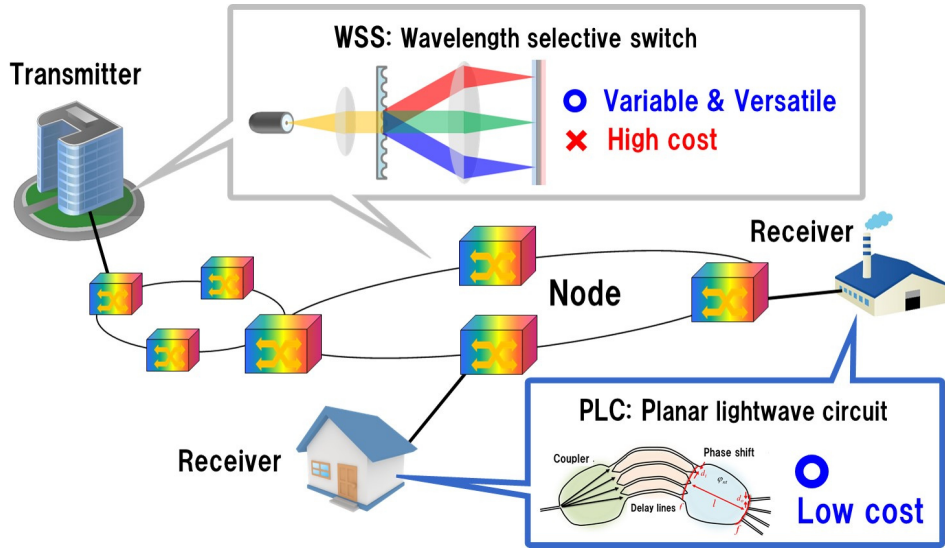 WSS: Wavelength selective switch
Transmitter
Variable & Versatile
High cost
Receiver
Node
Receiver
PLC: Planar lightwave circuit
Coupler
Phase shift
Delay lines
Low cost